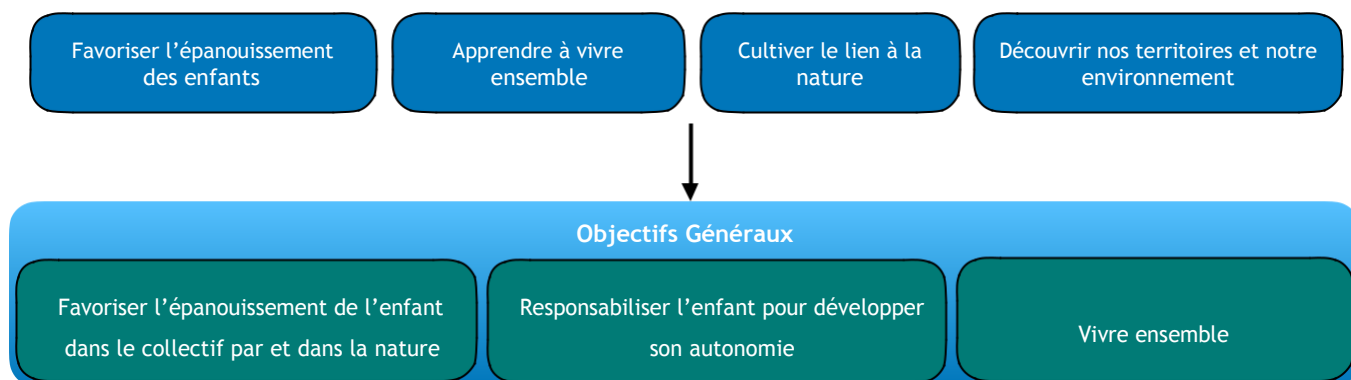 Favoriser l’épanouissement
des enfants
Apprendre à vivre
ensemble
Cultiver le lien à la
nature
Découvrir nos territoires et notre
environnement
Objectifs Généraux
Favoriser l’épanouissement de l’enfant
dans le collectif par et dans la nature
Responsabiliser l’enfant pour développer
son autonomie
Vivre ensemble